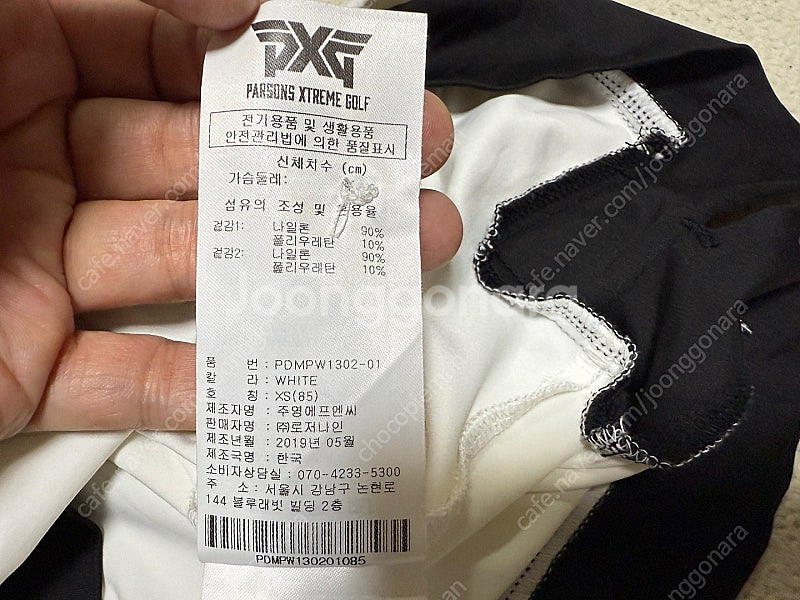 PXG
PARSONS XTREME GOLF
전기용품 및 생활용품
안전관리법에 의한 품질표시
신체치수 (cm)
가슴둘레:
섬유의 조성 및 혼용율
겉감1: 나일론 90%
폴리우레탄 10%
겉감2: 나일론 90%
폴리우레탄 10%
품 번 : PDMPW1302-01
칼 라 : WHITE
호 칭 : XS(85)
제조자명 : 주영에프엔씨
판매자명 : ㈜로저나인
제조년월 : 2019년 05월
제조국명 : 한국
소비자상담실 : 070-4233-5300
주 소 : 서울시 강남구 논현로
144 블루래빗 빌딩 2층
PDMPW130201085
joonggonara
cafe.naver.com/joonggonara